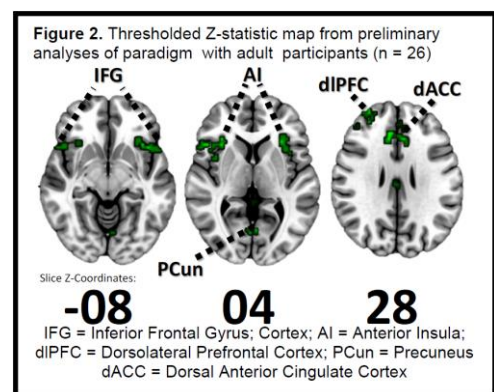 Figure 2. Thresholded Z-statistic map from preliminary
analyses of paradigm with adult participants (n = 26)
IFG
AI
dlPFC
dACC
PCun
Slice Z-Coordinates:
-08 04 28
IFG = Inferior Frontal Gyrus; Cortex; AI = Anterior Insula;
dlPFC = Dorsolateral Prefrontal Cortex; PCun = Precuneus
dACC = Dorsal Anterior Cingulate Cortex